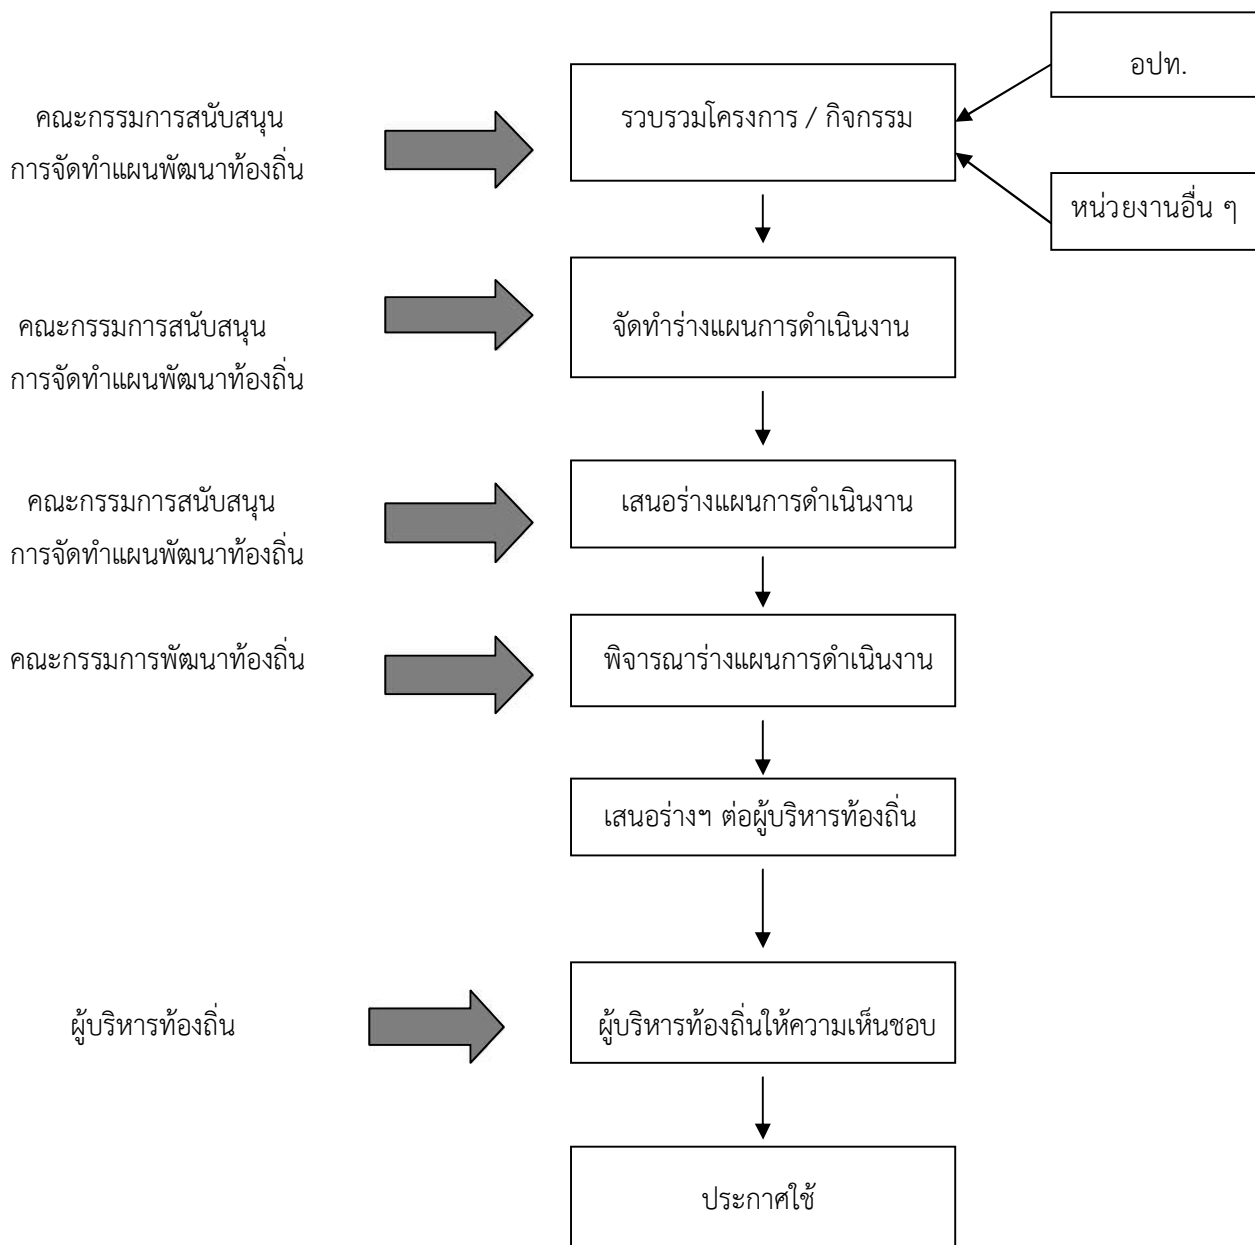 อปท.
คณะกรรมการสนับสนุน
การจัดทำแผนพัฒนาท้องถิ่น
รวบรวมโครงการ / กิจกรรม
หน่วยงานอื่น ๆ
คณะกรรมการสนับสนุน
การจัดทำแผนพัฒนาท้องถิ่น
จัดทำร่างแผนการดำเนินงาน
คณะกรรมการสนับสนุน
การจัดทำแผนพัฒนาท้องถิ่น
เสนอร่างแผนการดำเนินงาน
คณะกรรมการพัฒนาท้องถิ่น
พิจารณาร่างแผนการดำเนินงาน
เสนอร่างฯ ต่อผู้บริหารท้องถิ่น
ผู้บริหารท้องถิ่น
ผู้บริหารท้องถิ่นให้ความเห็นชอบ
ประกาศใช้